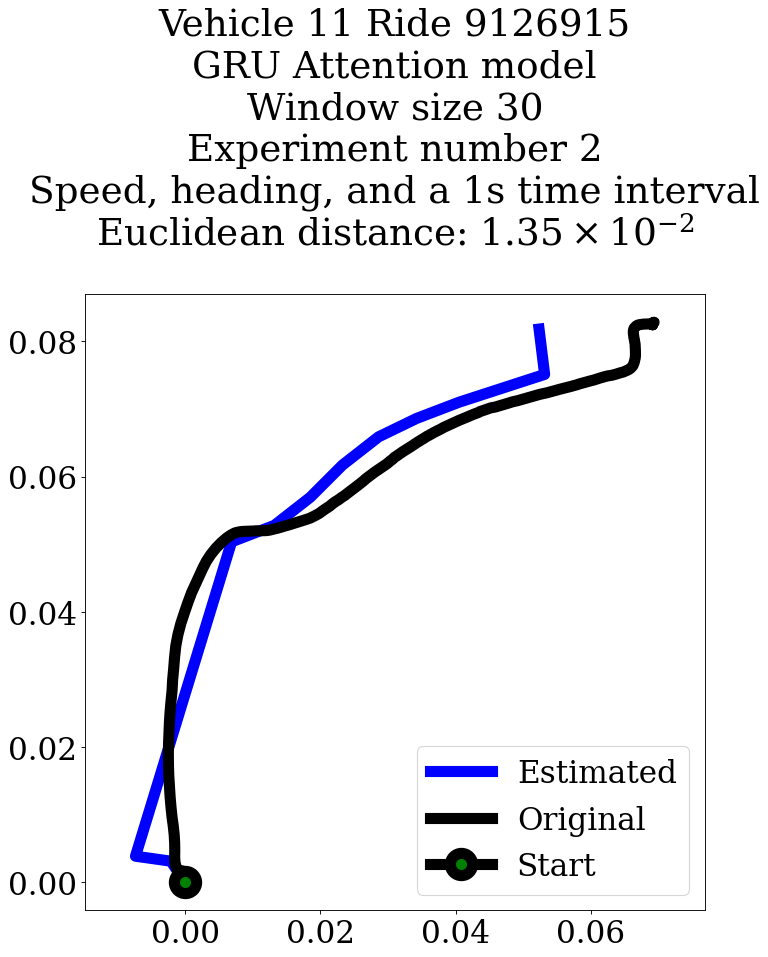 Vehicle 11 Ride 9126915
GRU Attention model
Window size 30
Experiment number 2
Speed, heading, and a 1s time interval
Euclidean distance: 1.35 × 10⁻²
0.08
0.06
0.04
0.02
0.00
Estimated
Original
Start
0.00 0.02 0.04 0.06